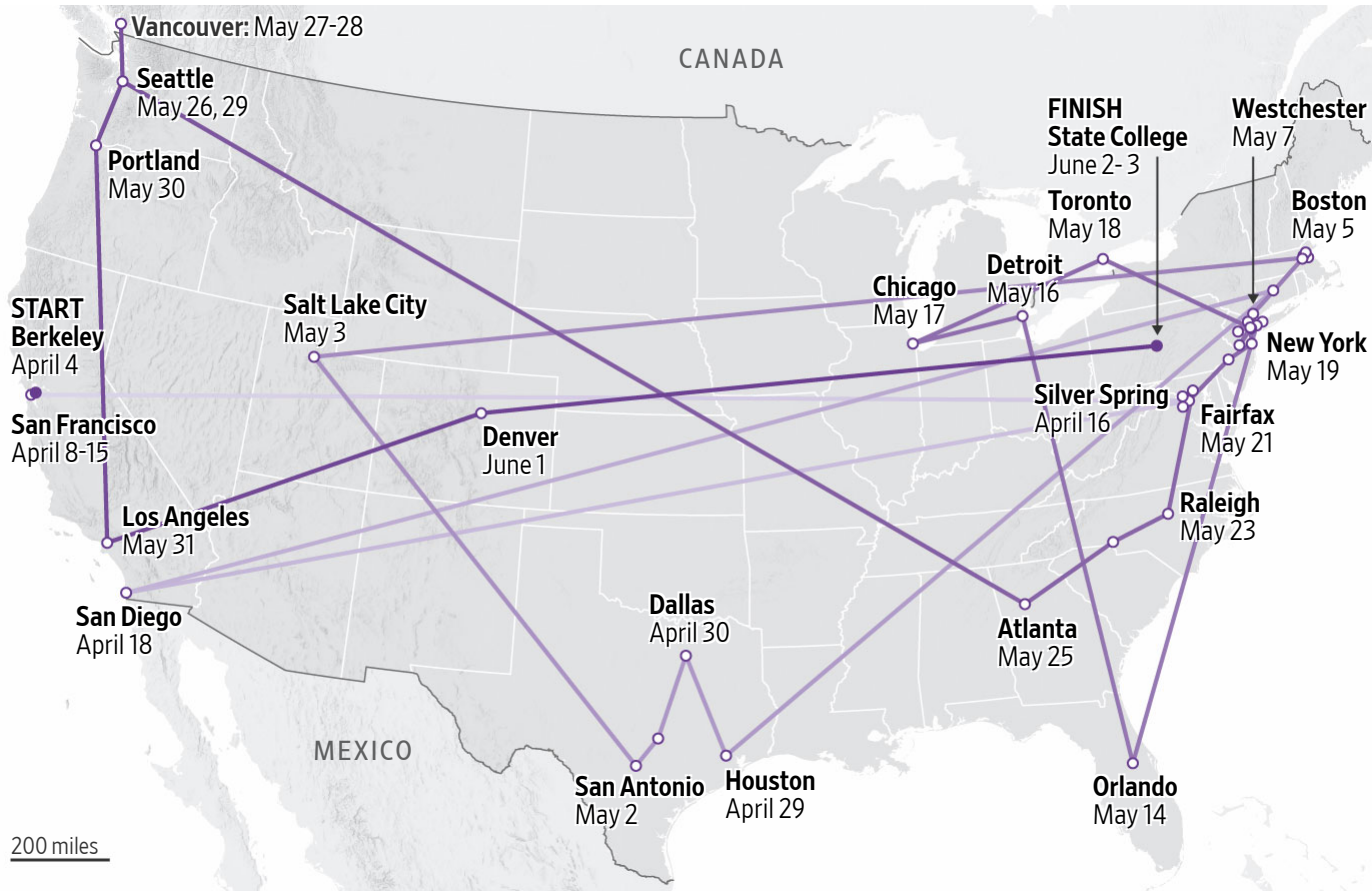 Vancouver: May 27-28
CANADA
Seattle
May 26, 29
FINISH
State College
June 2- 3
Westchester
May 7
Portland
May 30
Toronto
May 18
Boston
May 5
Detroit
May 16
Chicago
May 17
START
Berkeley
April 4
Salt Lake City
May 3
New York
May 19
San Francisco
April 8-15
Silver Spring
April 16
Fairfax
May 21
Denver
June 1
Raleigh
May 23
Los Angeles
May 31
San Diego
April 18
Dallas
April 30
Atlanta
May 25
MEXICO
San Antonio
May 2
Houston
April 29
Orlando
May 14
200 miles